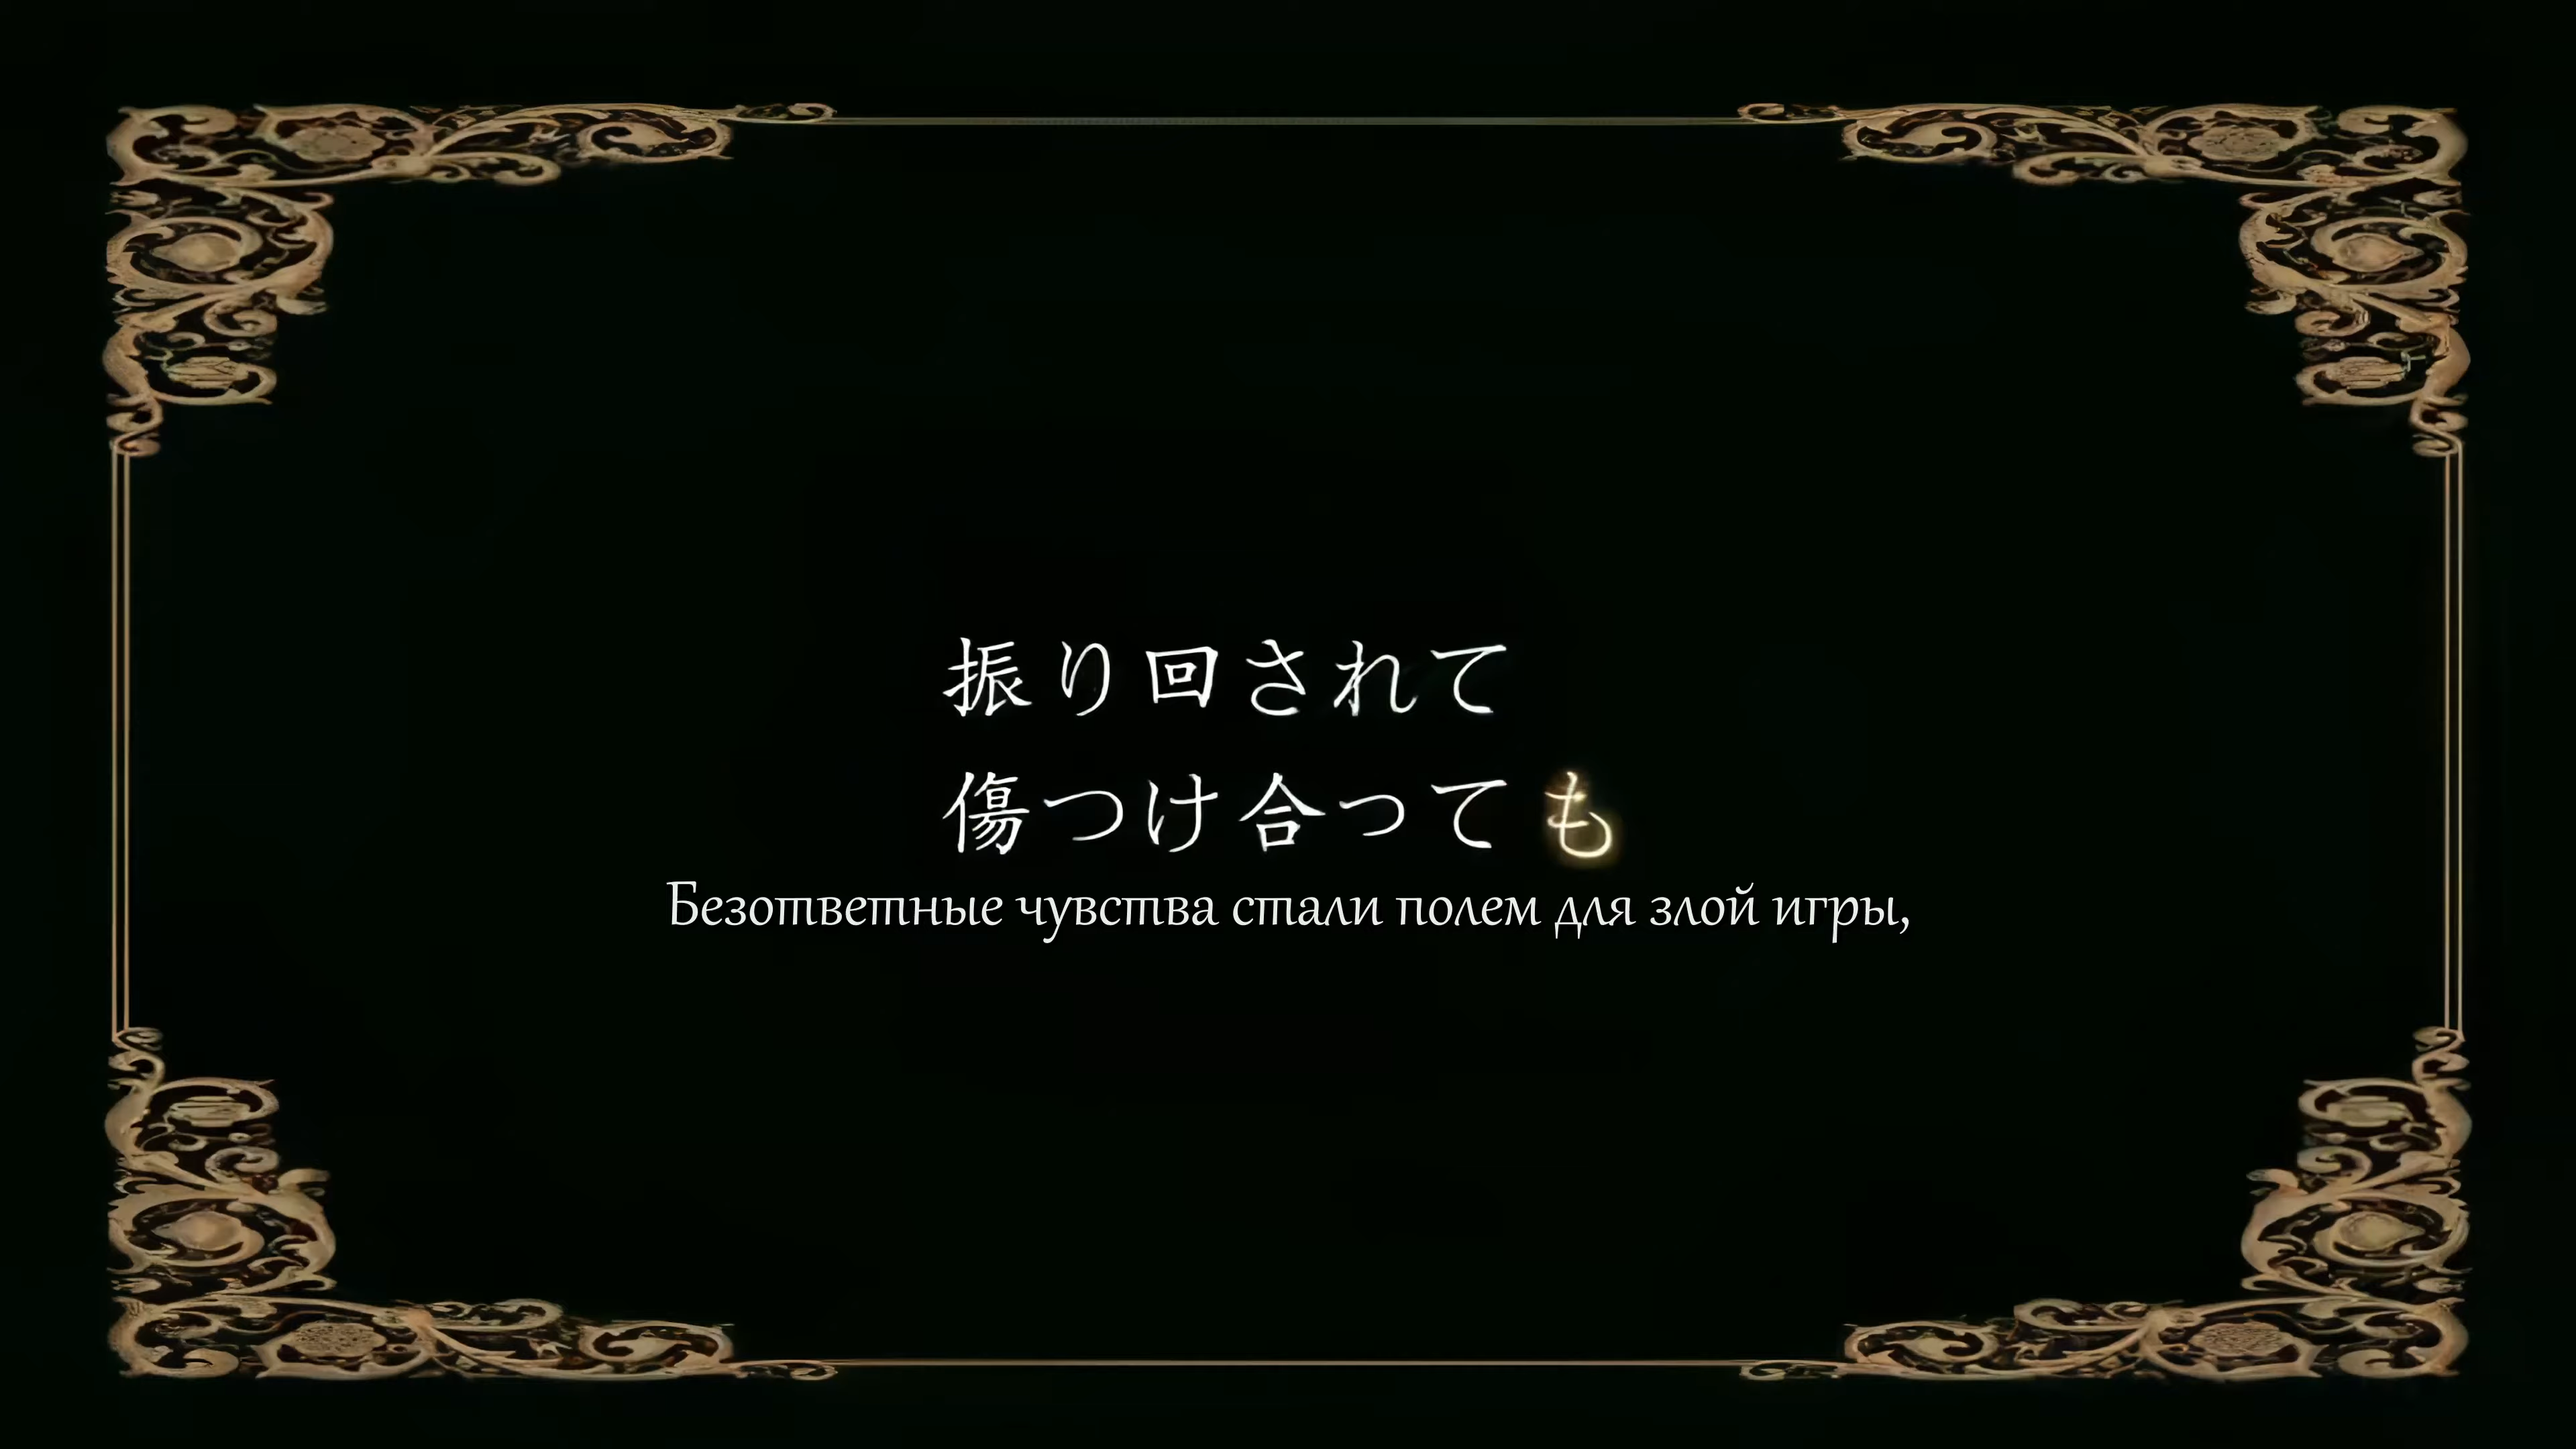 振り回されて
傷つけ合っても
Безответные чувства стали полем для злой игры,